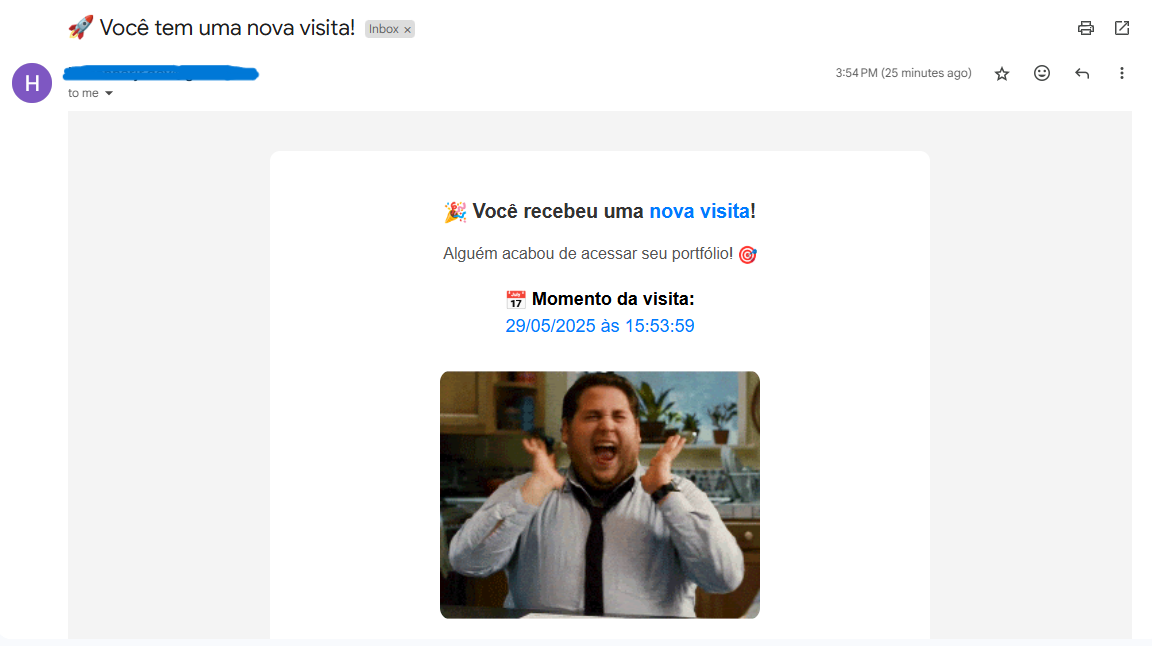 🚀 Você tem uma nova visita! Inbox ×
H
3:54 PM (25 minutes ago)
to me
🎉 Você recebeu uma nova visita!
Alguém acabou de acessar seu portfólio! 🎯
📅 Momento da visita:
29/05/2025 às 15:53:59